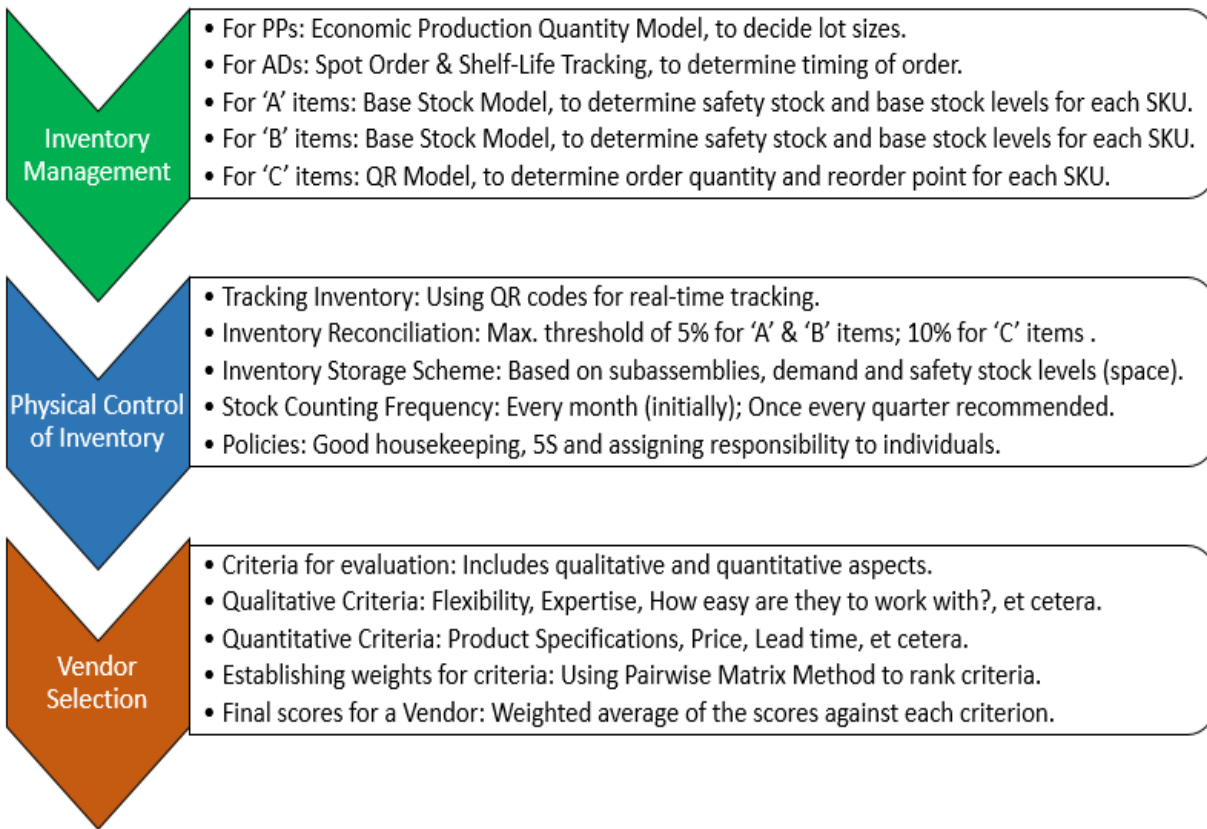 Inventory
Management
• For PPs: Economic Production Quantity Model, to decide lot sizes.
• For ADs: Spot Order & Shelf-Life Tracking, to determine timing of order.
• For ‘A’ items: Base Stock Model, to determine safety stock and base stock levels for each SKU.
• For ‘B’ items: Base Stock Model, to determine safety stock and base stock levels for each SKU.
• For ‘C’ items: QR Model, to determine order quantity and reorder point for each SKU.
Physical Control
of Inventory
• Tracking Inventory: Using QR codes for real-time tracking.
• Inventory Reconciliation: Max. threshold of 5% for ‘A’ & ‘B’ items; 10% for ‘C’ items .
• Inventory Storage Scheme: Based on subassemblies, demand and safety stock levels (space).
• Stock Counting Frequency: Every month (initially); Once every quarter recommended.
• Policies: Good housekeeping, 5S and assigning responsibility to individuals.
Vendor
Selection
• Criteria for evaluation: Includes qualitative and quantitative aspects.
• Qualitative Criteria: Flexibility, Expertise, How easy are they to work with?, et cetera.
• Quantitative Criteria: Product Specifications, Price, Lead time, et cetera.
• Establishing weights for criteria: Using Pairwise Matrix Method to rank criteria.
• Final scores for a Vendor: Weighted average of the scores against each criterion.